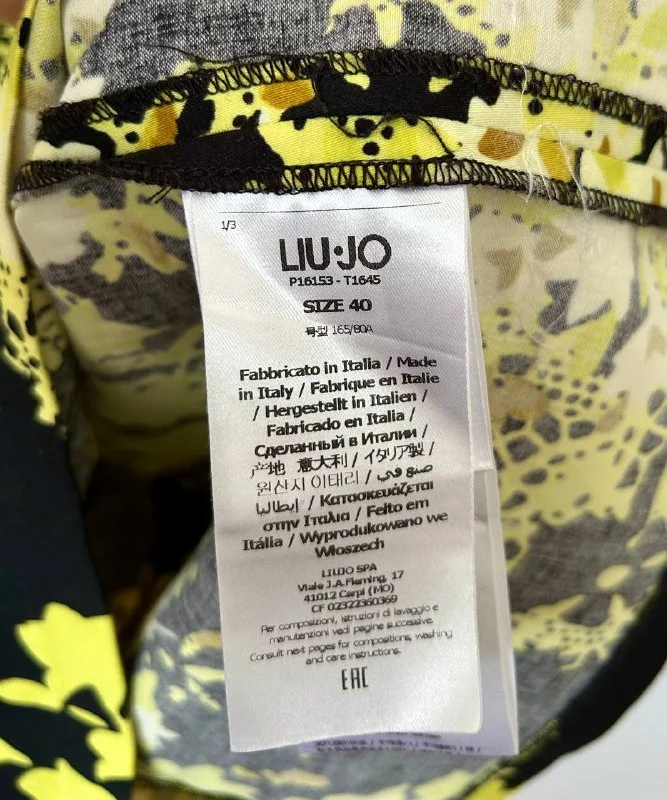 1/3
LIU·JO
P16153 - T1645
SIZE 40
号型 165/80A
Fabbricato in Italia / Made
in Italy / Fabrique en Italie
/ Hergestellt in Italien /
Fabricado en Italia /
Сделанный в Италии /
产地 意大利 / イタリア製 /
원산지 이태리 / صنع في
إيطاليا / Κατασκευάζεται
στην Ιταλία / Feito em
Itália / Wyprodukowano we
Włoszech
LIUJO SPA
Viale J.A.Fleming, 17
41012 Carpi (MO)
CF 02322360369
Per composizioni, istruzioni di lavaggio e
manutenzioni vedi pagine successive.
Consult next pages for compositions, washing
and care instructions.
EAC